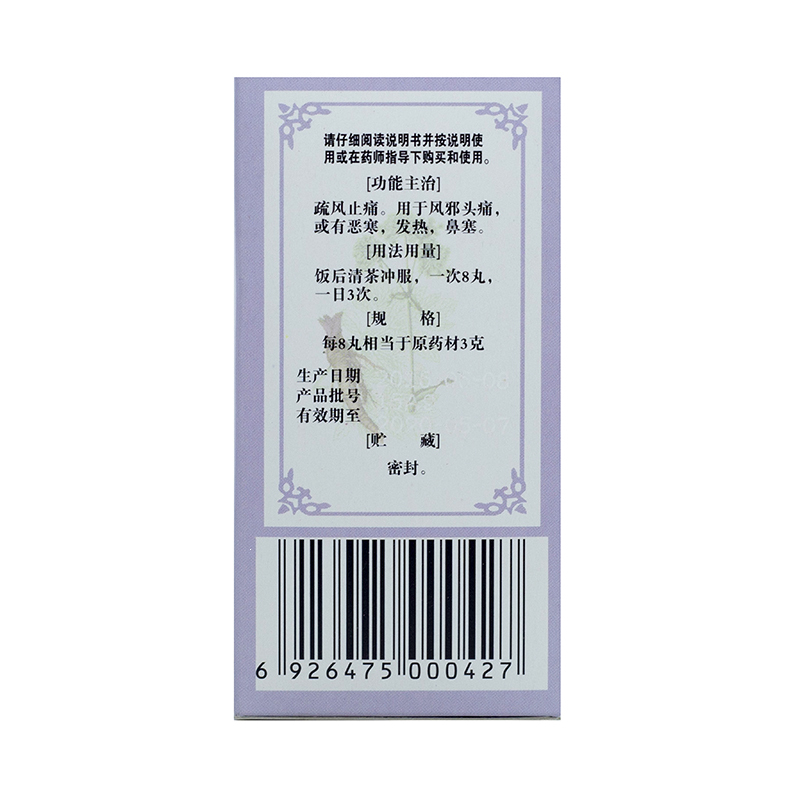 请仔细阅读说明书并按说明使
用或在药师指导下购买和使用。
[功能主治]
疏风止痛。用于风邪头痛，
或有恶寒，发热，鼻塞。
[用法用量]
饭后清茶冲服，一次8丸，
一日3次。
[规 格]
每8丸相当于原药材3克
生产日期
产品批号
有效期至
[贮 藏]
密封。
6 926475 000427